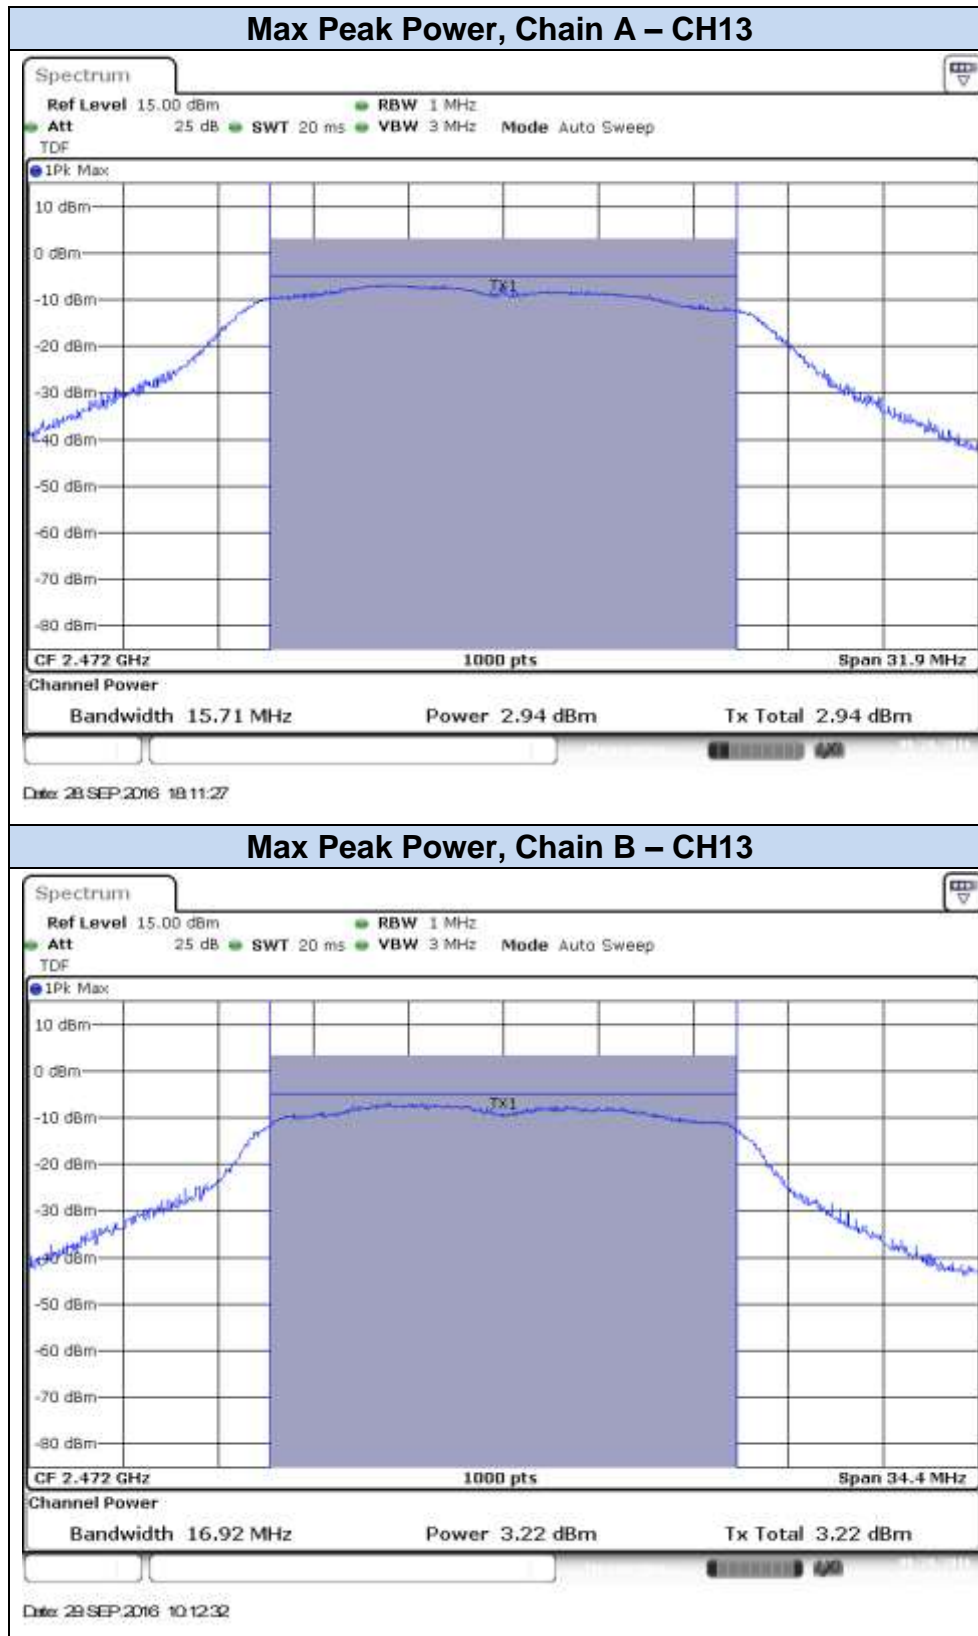 Max Peak Power, Chain A – CH13
Spectrum
Ref Level 15.00 dBm RBW 1 MHz
Att 25 dB SWT 20 ms VBW 3 MHz Mode Auto Sweep
TDF
1Pk Max
10 dBm
0 dBm
TX1
-10 dBm
-20 dBm
-30 dBm
-40 dBm
-50 dBm
-60 dBm
-70 dBm
-80 dBm
CF 2.472 GHz 1000 pts Span 31.9 MHz
Channel Power
Bandwidth 15.71 MHz Power 2.94 dBm Tx Total 2.94 dBm
Date: 28.SEP.2016 18:11:27
Max Peak Power, Chain B – CH13
Spectrum
Ref Level 15.00 dBm RBW 1 MHz
Att 25 dB SWT 20 ms VBW 3 MHz Mode Auto Sweep
TDF
1Pk Max
10 dBm
0 dBm
TX1
-10 dBm
-20 dBm
-30 dBm
-40 dBm
-50 dBm
-60 dBm
-70 dBm
-80 dBm
CF 2.472 GHz 1000 pts Span 34.4 MHz
Channel Power
Bandwidth 16.92 MHz Power 3.22 dBm Tx Total 3.22 dBm
Date: 29.SEP.2016 10:12:32